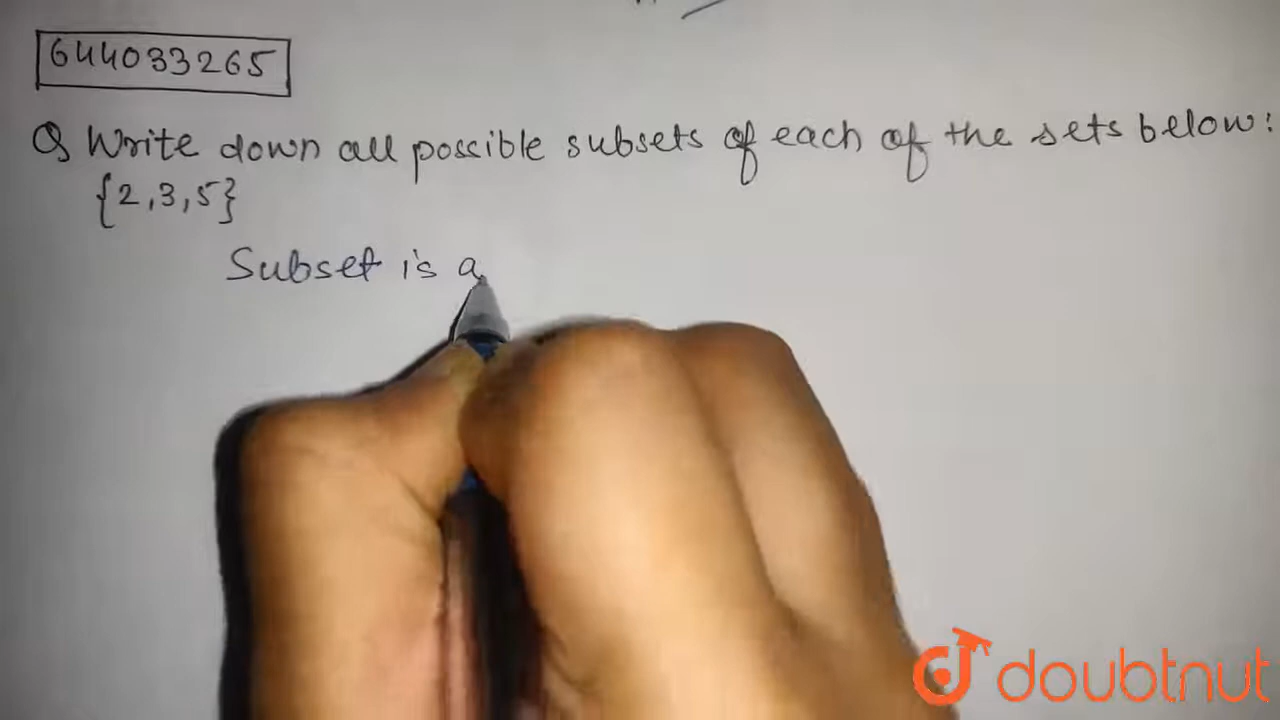 644033265
Q Write down all possible subsets of each of the sets below:
{2,3,5}
Subset is a
doubtnut